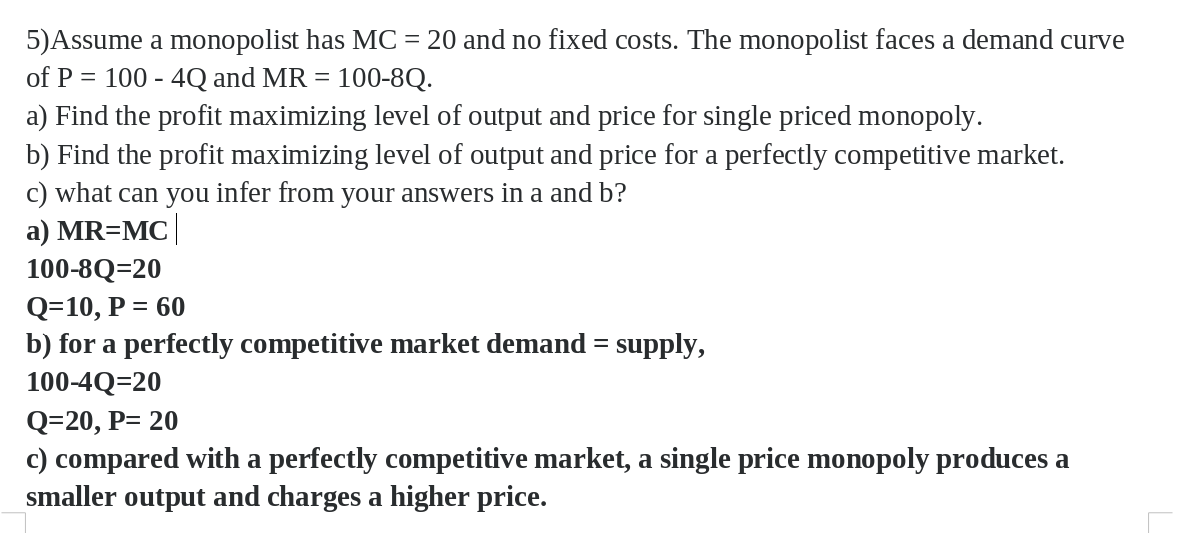 5)Assume a monopolist has MC = 20 and no fixed costs. The monopolist faces a demand curve
of P = 100 - 4Q and MR = 100-8Q.
a) Find the profit maximizing level of output and price for single priced monopoly.
b) Find the profit maximizing level of output and price for a perfectly competitive market.
c) what can you infer from your answers in a and b?
a) MR=MC
100-8Q=20
Q=10, P = 60
b) for a perfectly competitive market demand = supply,
100-4Q=20
Q=20, P= 20
c) compared with a perfectly competitive market, a single price monopoly produces a
smaller output and charges a higher price.